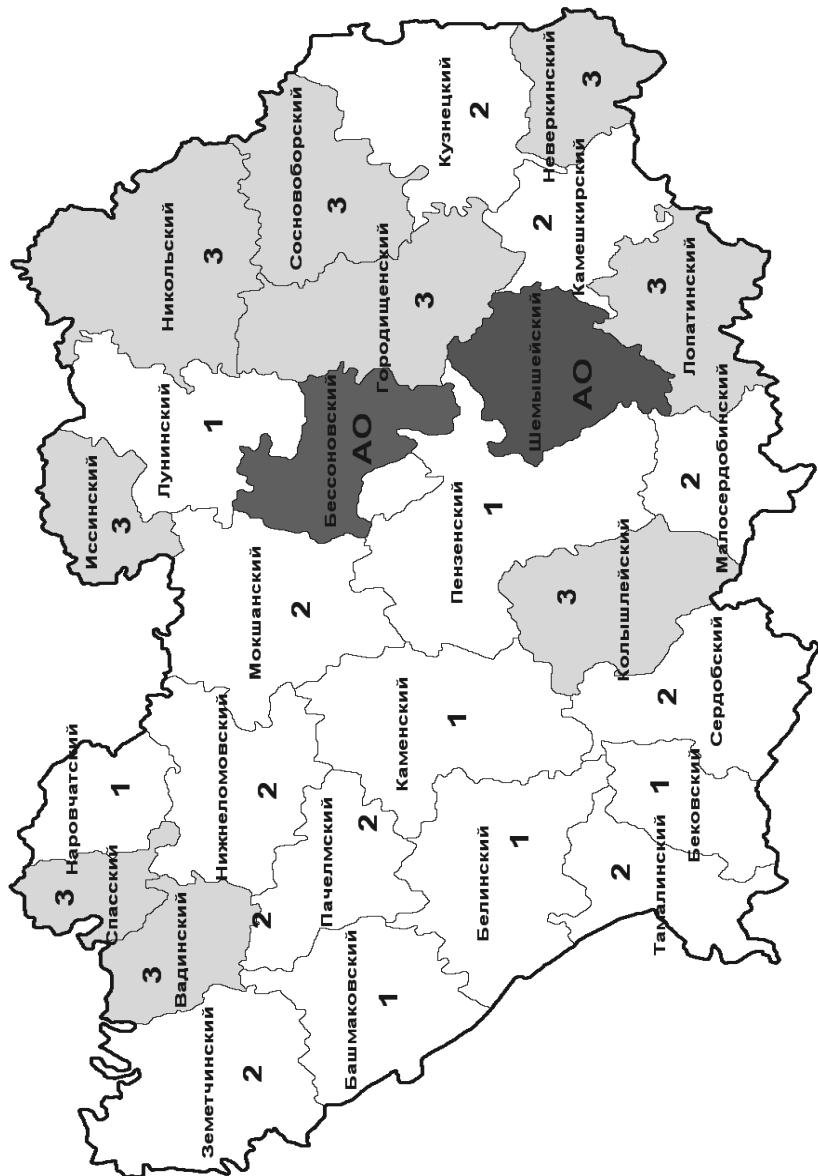 Земетчинский
2
Вадинский
3
Спасский
3
Наровчатский
1
Башмаковский
1
2
Пачелмский
2
Нижнеломовский
2
Белинский
1
Каменский
1
Тамалинский
2
Бековский
1
Сердобский
2
Мокшанский
2
Иссинский
3
Лунинский
1
Бессоновский
АО
Пензенский
1
Колышлейский
3
Малосердобинский
2
Шемышейский
АО
Лопатинский
3
Никольский
3
Городищенский
3
Сосновоборский
3
Кузнецкий
2
Камешкирский
2
Неверкинский
3